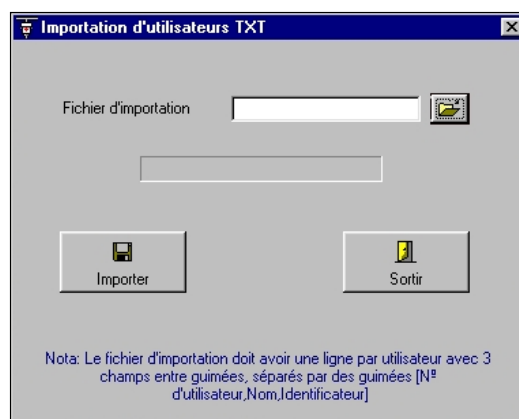 Importation d'utilisateurs TXT
Fichier d'importation
Importer
Sortir
Nota: Le fichier d'importation doit avoir une ligne par utilisateur avec 3
champs entre guimées, séparés par des guimées [Nº
d'utilisateur,Nom,Identificateur]